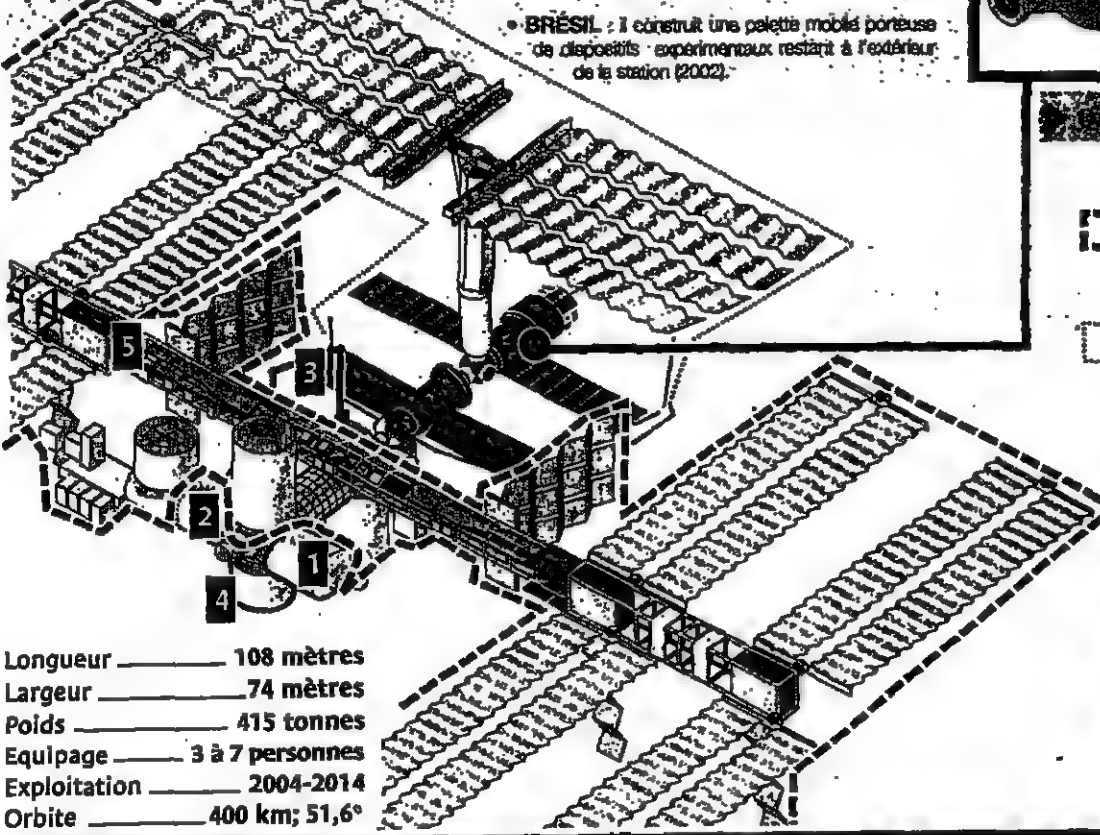 • BRÉSIL : il construit une palette mobile porteuse
de dispositifs expérimentaux restant à l'extérieur
de la station (2002).
5
3
2
1
4
Longueur 108 mètres
Largeur 74 mètres
Poids 415 tonnes
Equipage 3 à 7 personnes
Exploitation 2004-2014
Orbite 400 km; 51,6°